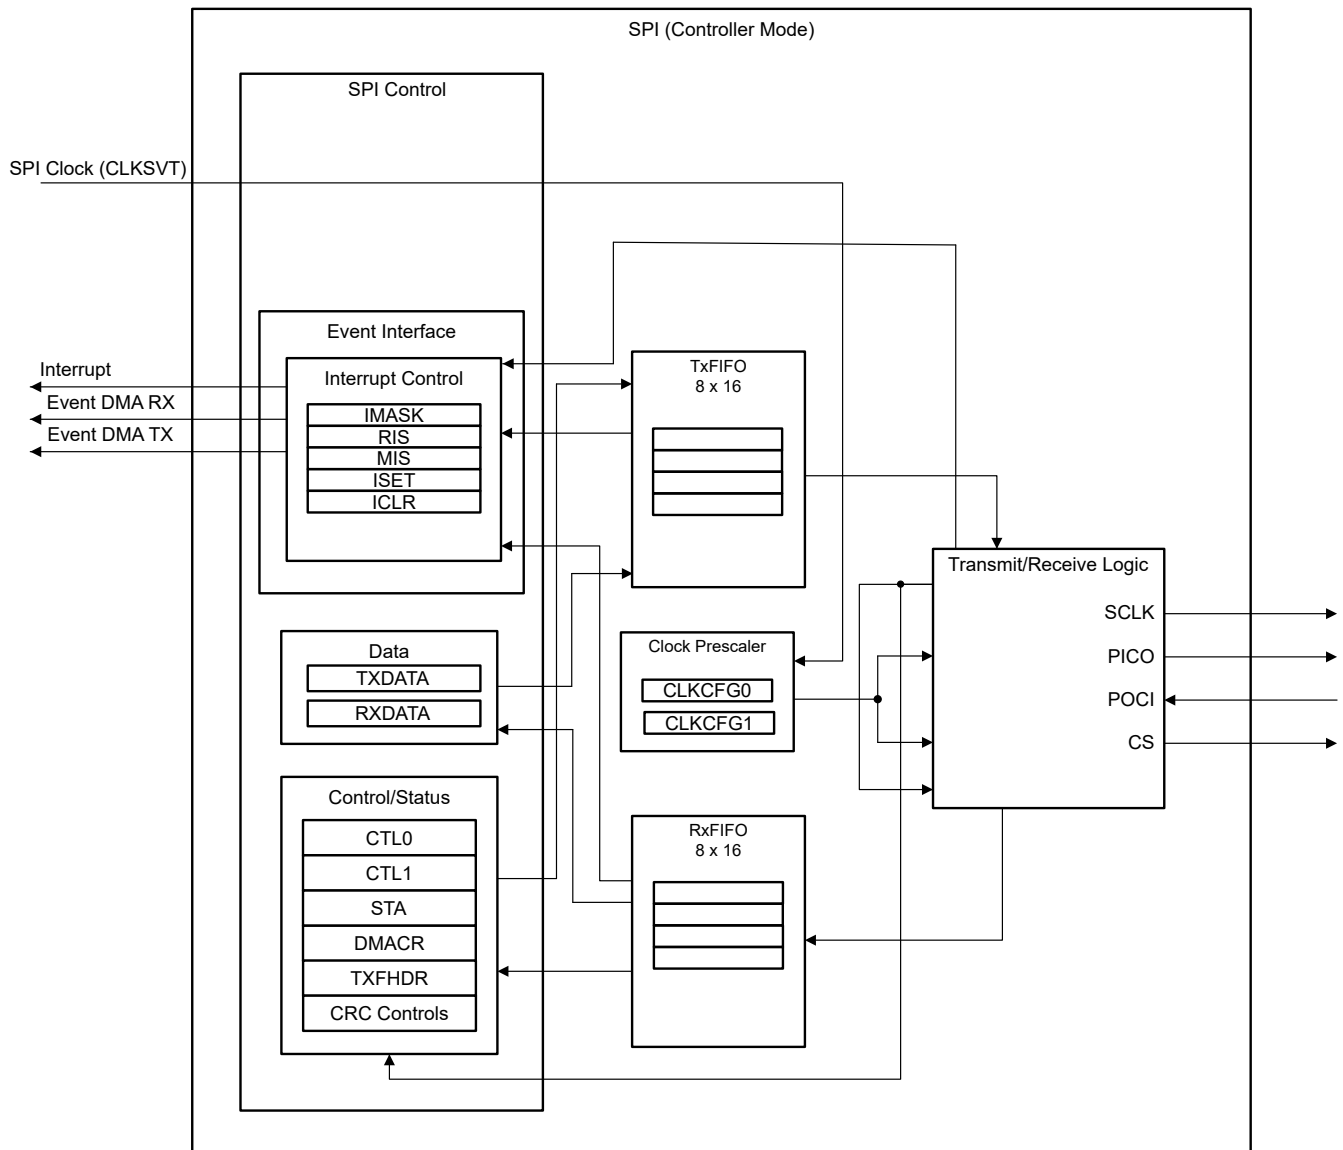 SPI (Controller Mode)
SPI Control
SPI Clock (CLKSVT)
Event Interface
Interrupt Control
IMASK
RIS
MIS
ISET
ICLR
Interrupt
Event DMA RX
Event DMA TX
TxFIFO
8 x 16
Transmit/Receive Logic
SCLK
PICO
POCI
CS
Data
TXDATA
RXDATA
Clock Prescaler
CLKCFG0
CLKCFG1
Control/Status
CTL0
CTL1
STA
DMACR
TXFHDR
CRC Controls
RxFIFO
8 x 16